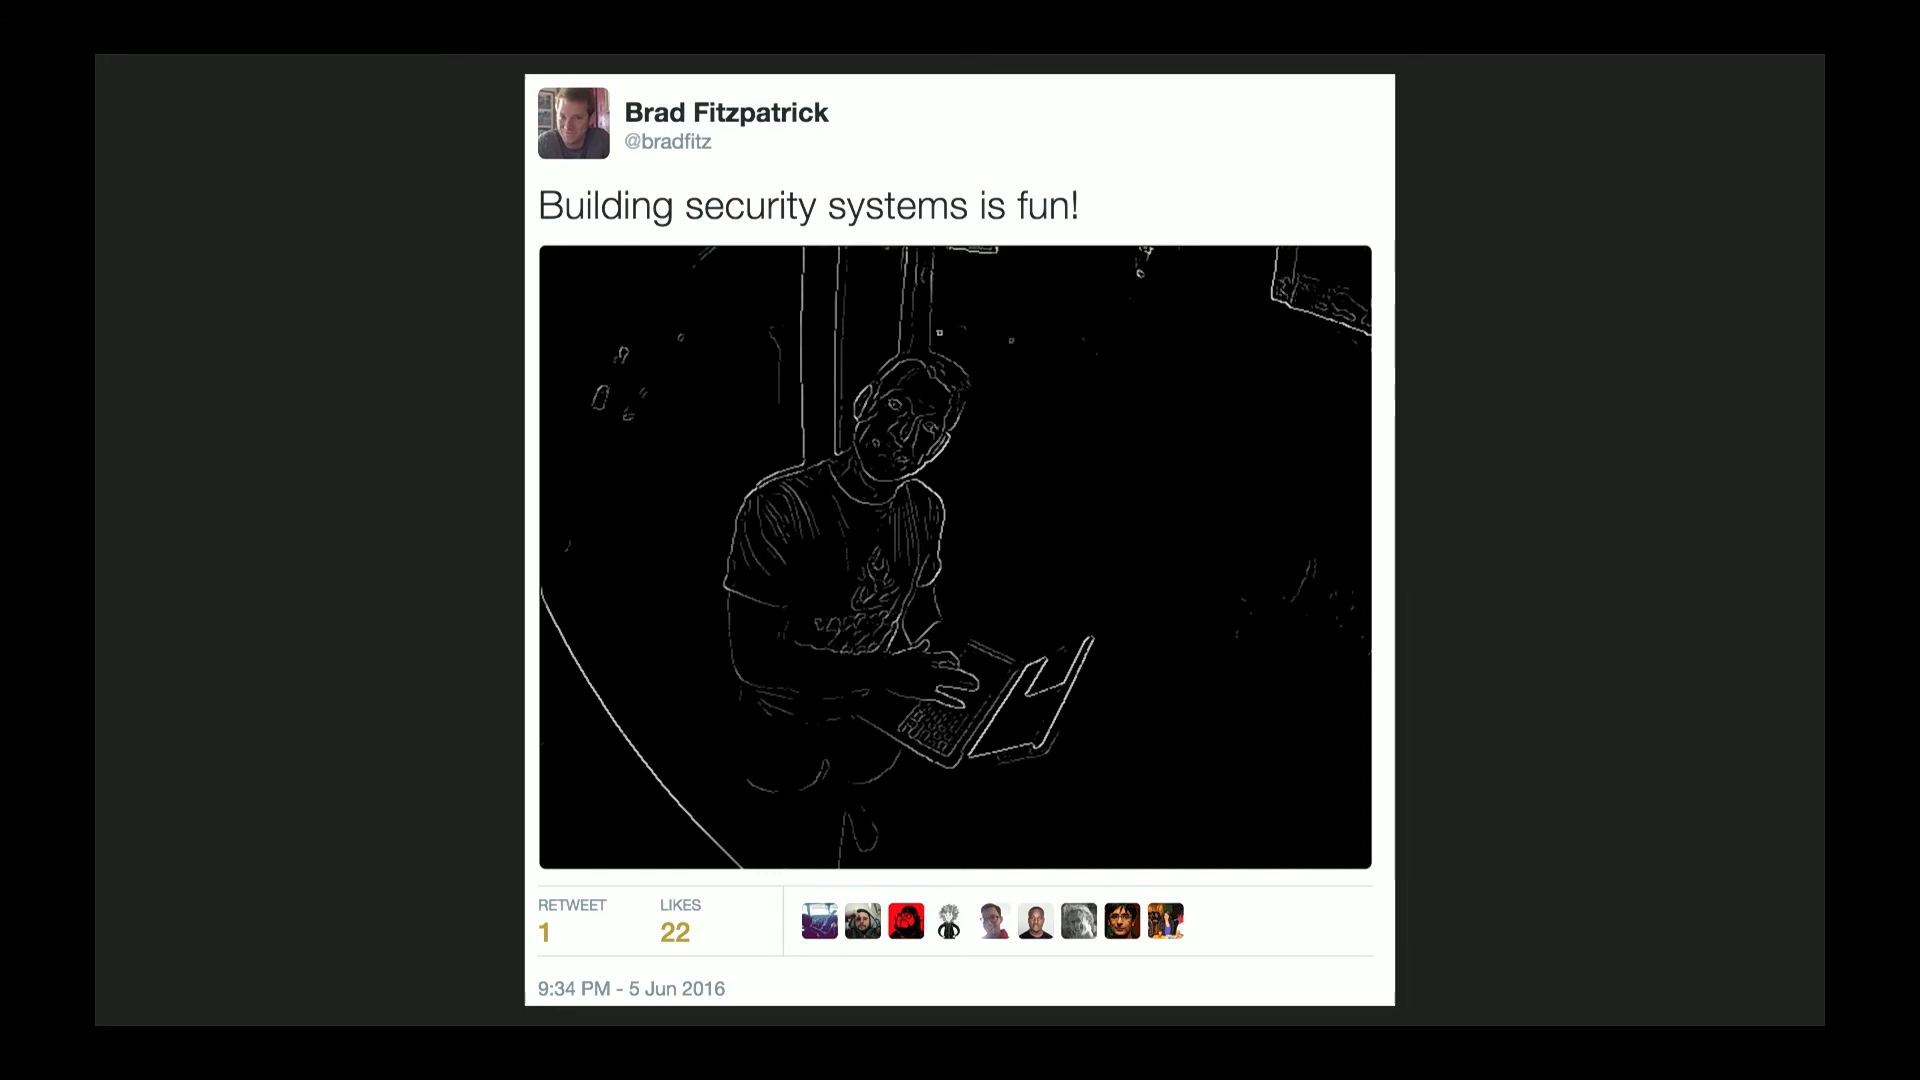 Brad Fitzpatrick
@bradfitz
Building security systems is fun!
RETWEET LIKES
1 22
9:34 PM - 5 Jun 2016